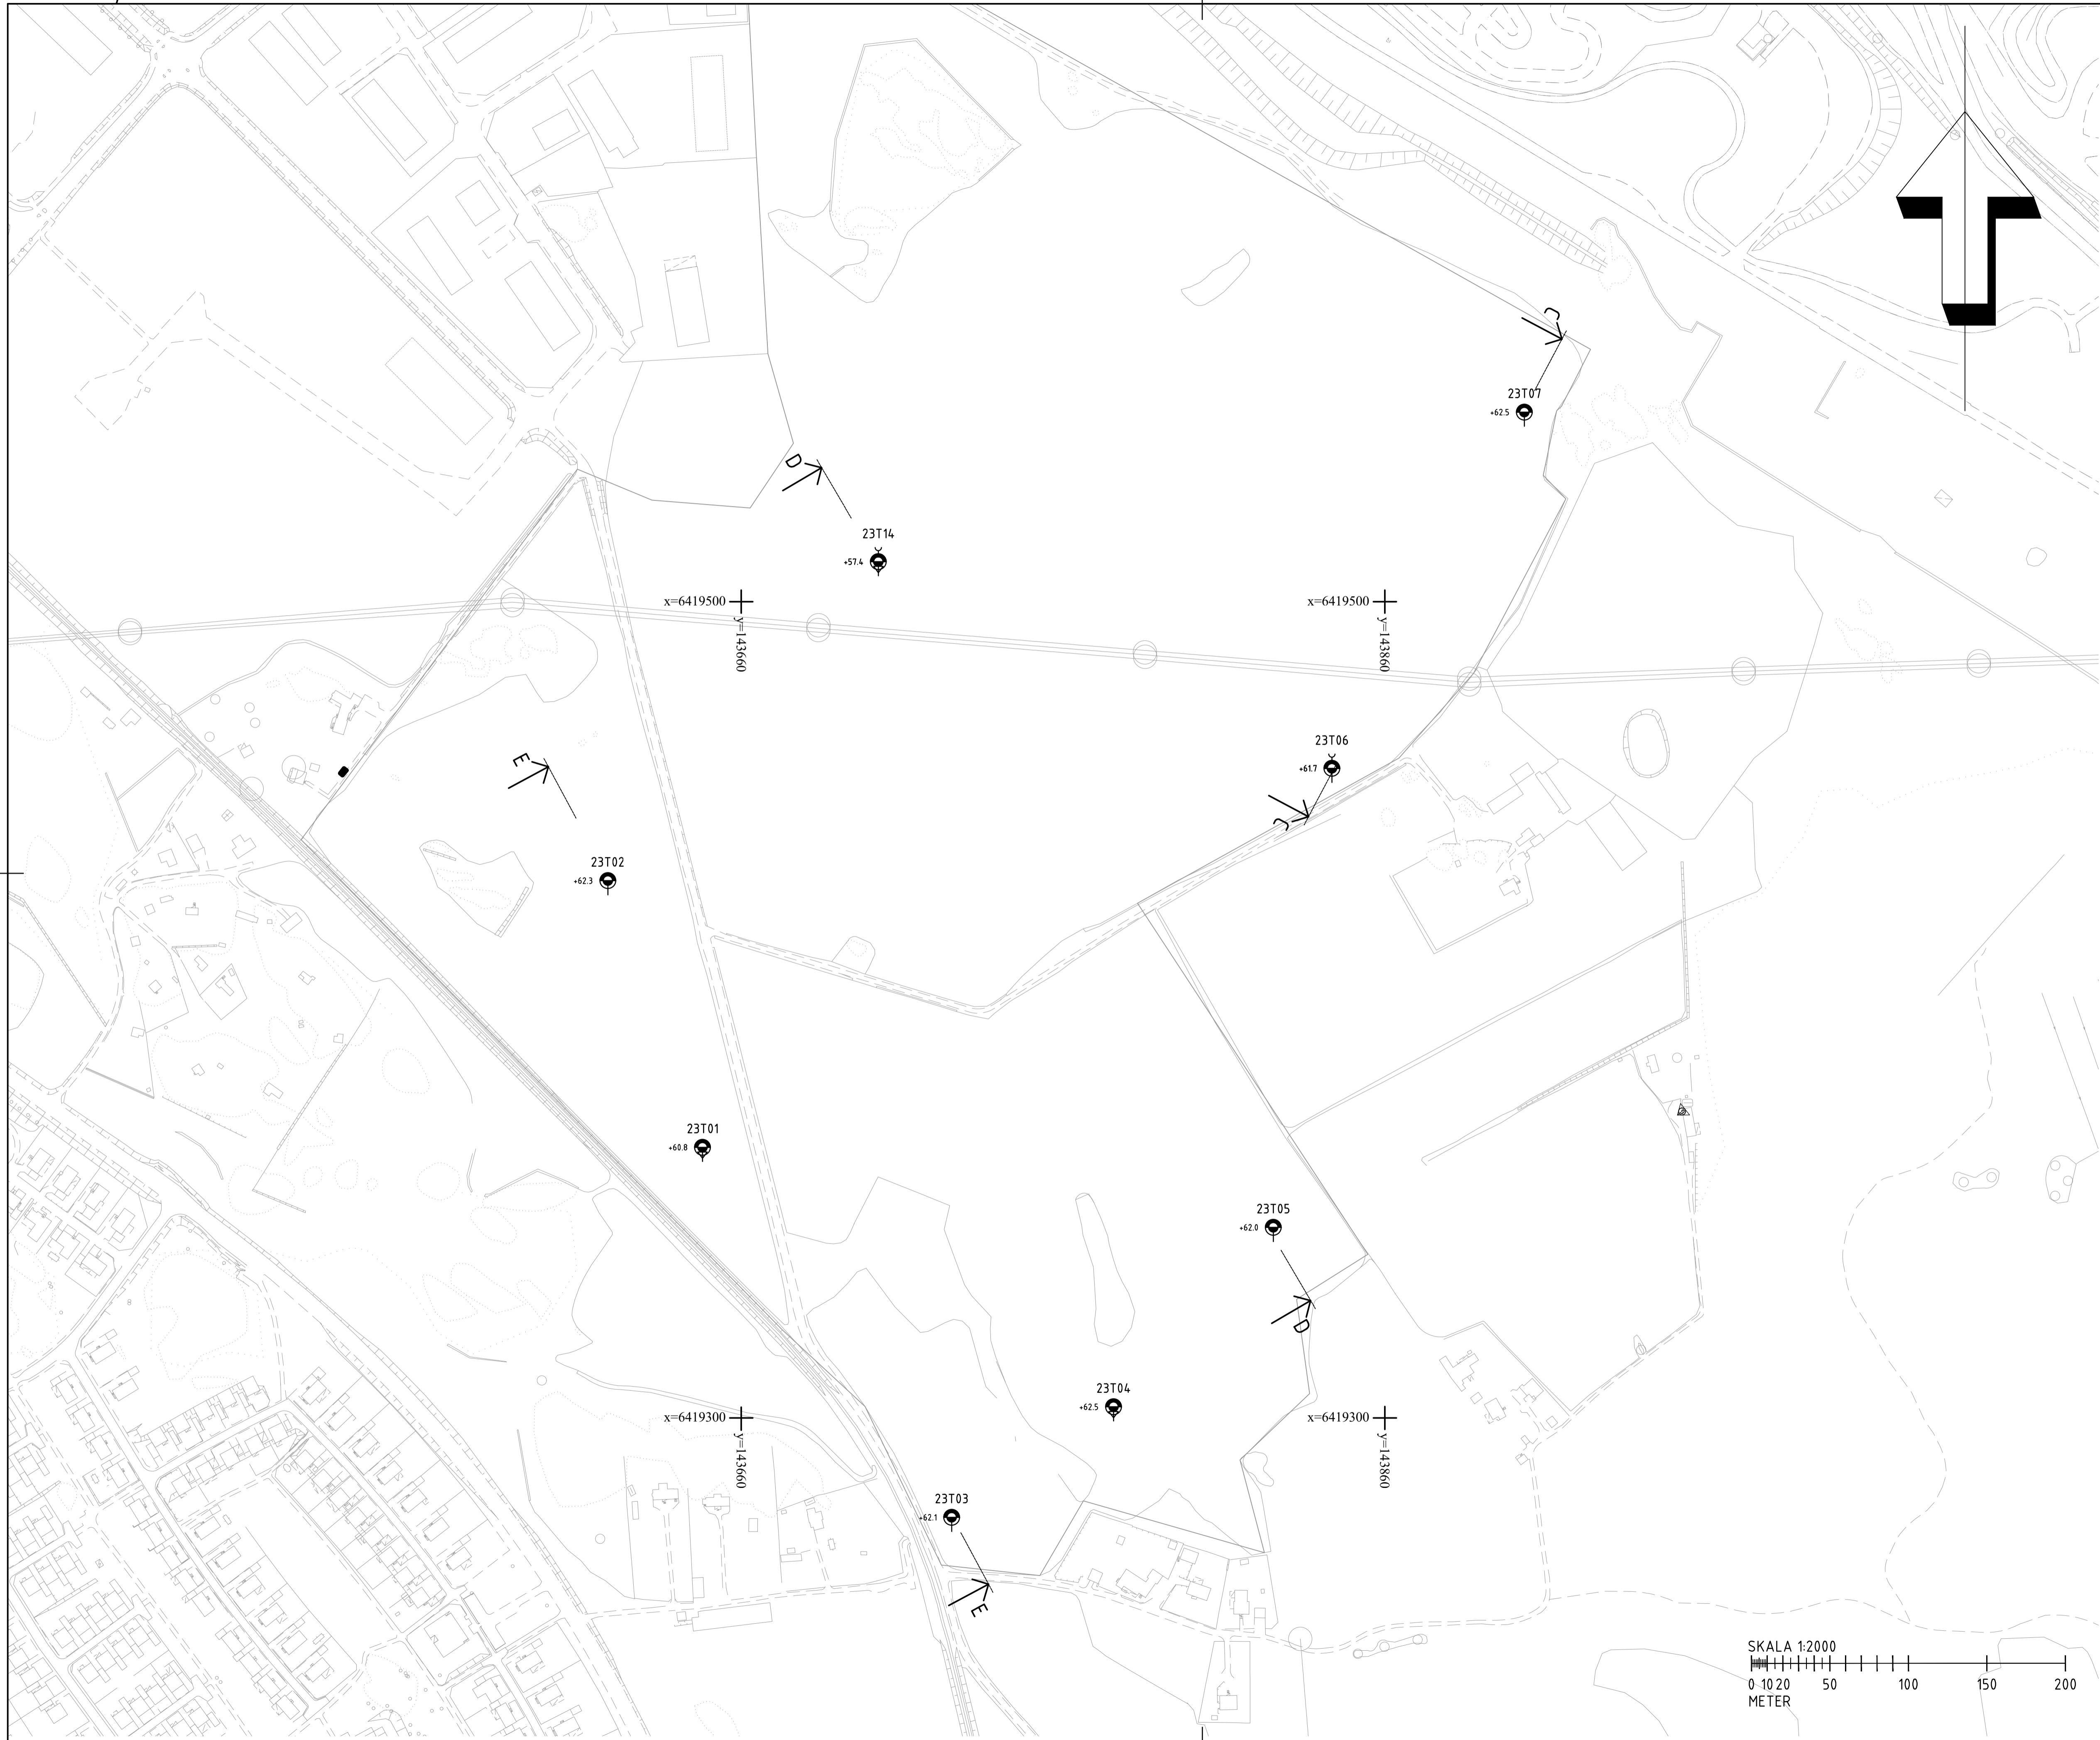 C
23T07
+62.5
D
23T14
+57.4
x=6419500
y=143660
x=6419500
y=143860
23T06
+61.7
C
E
23T02
+62.3
23T01
+60.8
23T05
+62.0
D
23T04
+62.5
x=6419300
y=143660
x=6419300
y=143860
23T03
+62.1
E
SKALA 1:2000
0 10 20 50 100 150 200
METER